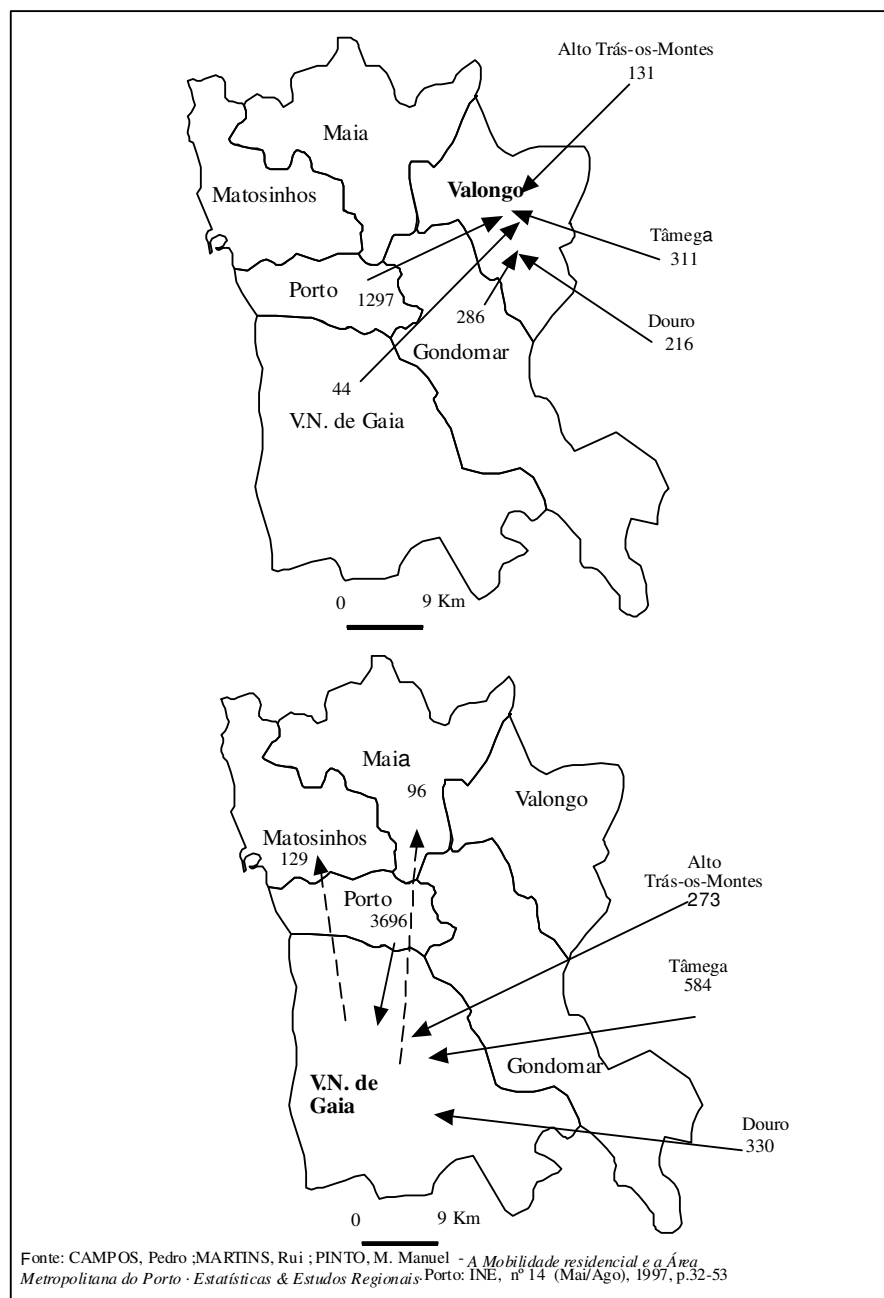 Alto Trás-os-Montes
131
Maia
Matosinhos
Valongo
Tâmega
311
Porto
1297
286
Douro
216
Gondomar
44
V.N. de Gaia
0 9 Km
Maia
96
Valongo
Matosinhos
129
Alto
Trás-os-Montes
273
Porto
3696
Tâmega
584
Gondomar
V.N. de
Gaia
Douro
330
0 9 Km
Fonte: CAMPOS, Pedro ;MARTINS, Rui ; PINTO, M. Manuel - A Mobilidade residencial e a Área
Metropolitana do Porto · Estatísticas & Estudos Regionais. Porto: INE, nº 14 (Mai/Ago), 1997, p.32-53